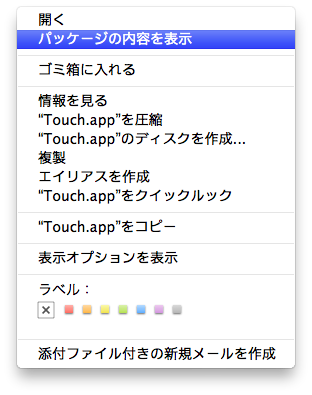 開く
パッケージの内容を表示
ゴミ箱に入れる
情報を見る
“Touch.app”を圧縮
“Touch.app”のディスクを作成...
複製
エイリアスを作成
“Touch.app”をクイックルック
“Touch.app”をコピー
表示オプションを表示
ラベル：
添付ファイル付きの新規メールを作成